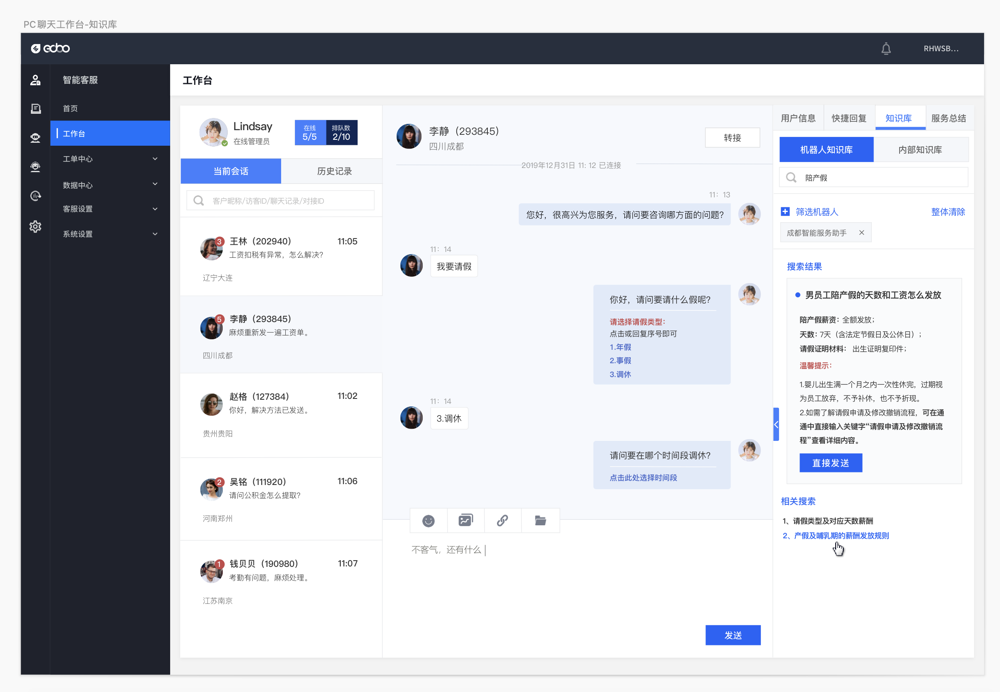 PC聊天工作台-知识库
edbo
RHWSB...
智能客服
首页
工作台
工单中心
数据中心
客服设置
系统设置
工作台
Lindsay
在线管理员
在线
5/5
排队数
2/10
当前会话
历史记录
客户昵称/访客ID/聊天记录/对接ID
3
王林（202940）
11:05
工资扣税有异常，怎么解决？
辽宁大连
5
李静（293845）
麻烦重新发一遍工资单。
四川成都
赵格（127384）
11:02
你好，解决方法已发送。
贵州贵阳
2
吴铭（111920）
11:06
请问公积金怎么提取？
河南郑州
1
钱贝贝（190980）
11:07
考勤有问题，麻烦处理。
江苏南京
李静（293845）
四川成都
转接
2019年12月31日 11: 12 已连接
11: 13
您好，很高兴为您服务，请问要咨询哪方面的问题？
11: 14
我要请假
你好，请问要请什么假呢？
请选择请假类型：
点击或回复序号即可
1.年假
2.事假
3.调休
11: 14
3.调休
请问要在哪个时间段调休？
点击此处选择时间段
不客气，还有什么
发送
用户信息
快捷回复
知识库
服务总结
机器人知识库
内部知识库
陪产假
筛选机器人
整体清除
成都智能服务助手
搜索结果
男员工陪产假的天数和工资怎么发放
陪产假薪资：全额发放；
天数：7天（含法定节假日及公休日）；
请假证明材料： 出生证明复印件；
温馨提示：
1.婴儿出生满一个月之内一次性休完，过期视
为员工放弃，不予补休，也不予折现。
2.如需了解请假申请及修改撤销流程，可在通
通中直接输入关键字“请假申请及修改撤销流
程”查看详细内容。
直接发送
相关搜索
1、请假类型及对应天数薪酬
2、产假及哺乳期的薪酬发放规则